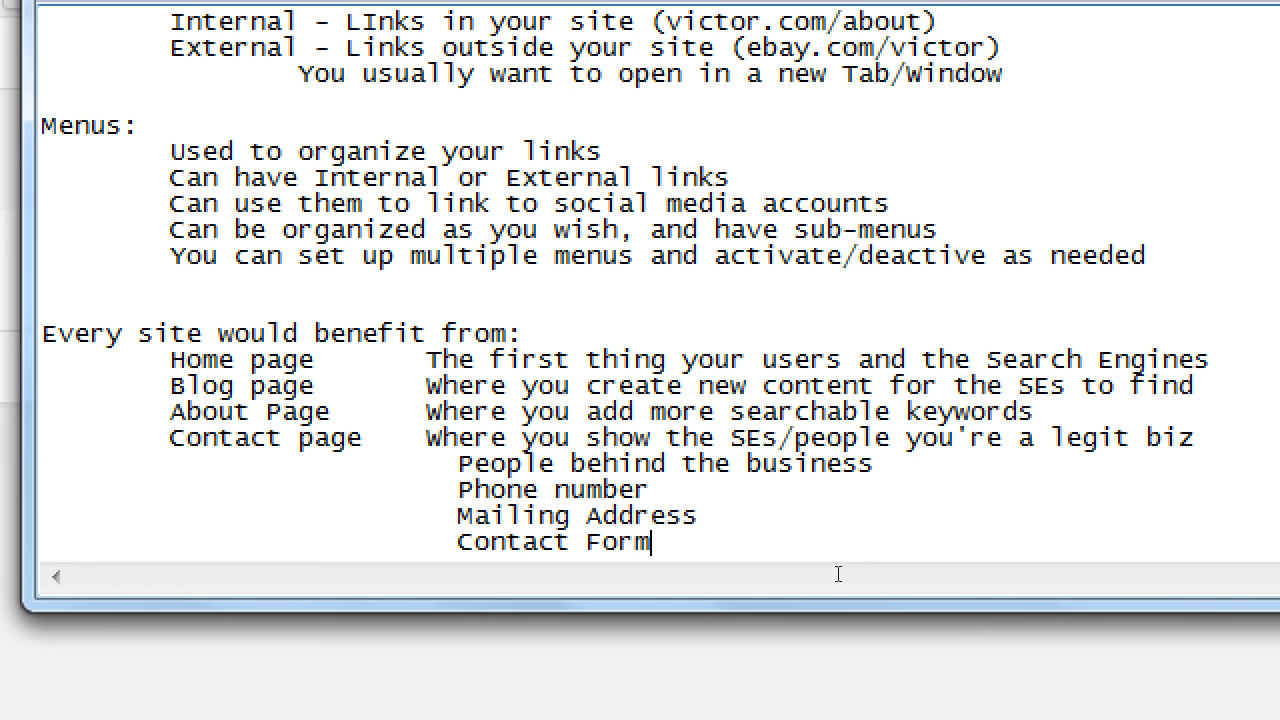 Internal - LInks in your site (victor.com/about)
External - Links outside your site (ebay.com/victor)
You usually want to open in a new Tab/Window
Menus:
Used to organize your links
Can have Internal or External links
Can use them to link to social media accounts
Can be organized as you wish, and have sub-menus
You can set up multiple menus and activate/deactive as needed
Every site would benefit from:
Home page The first thing your users and the Search Engines
Blog page Where you create new content for the SEs to find
About Page Where you add more searchable keywords
Contact page Where you show the SEs/people you're a legit biz
People behind the business
Phone number
Mailing Address
Contact Form